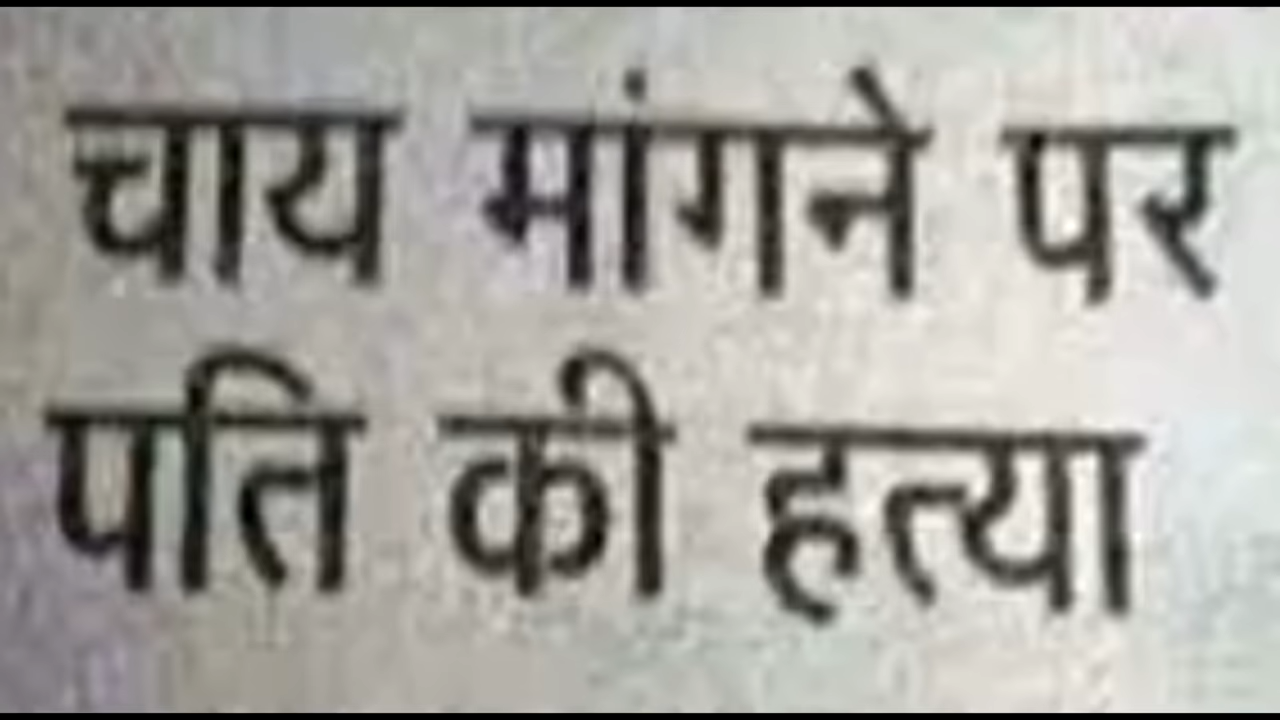 चाय मांगने पर
पति की हत्या